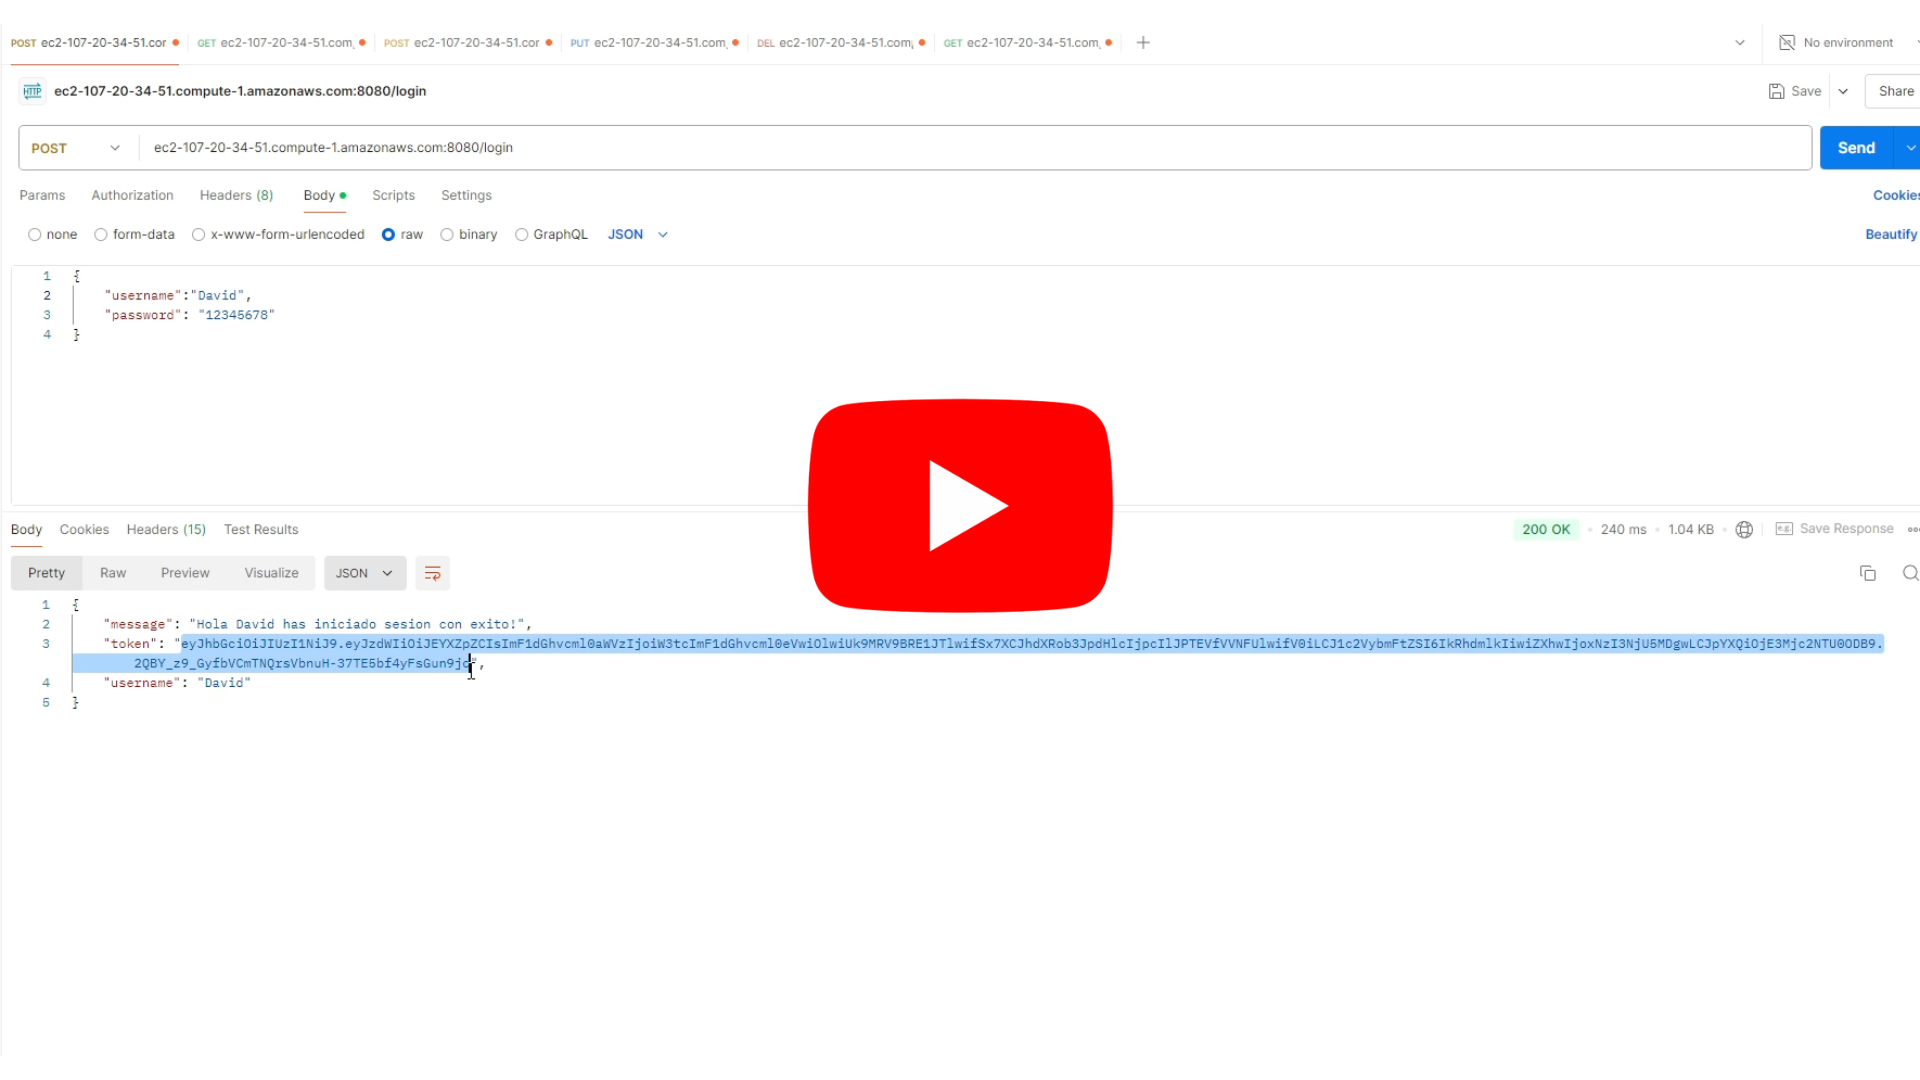 POST ec2-107-20-34-51.cor GET ec2-107-20-34-51.com, POST ec2-107-20-34-51.cor PUT ec2-107-20-34-51.com, DEL ec2-107-20-34-51.com GET ec2-107-20-34-51.com, No environment
HTTP ec2-107-20-34-51.compute-1.amazonaws.com:8080/login Save Share
POST ec2-107-20-34-51.compute-1.amazonaws.com:8080/login Send
Params Authorization Headers (8) Body Scripts Settings Cookies
none form-data x-www-form-urlencoded raw binary GraphQL JSON Beautify
1 {
2 "username":"David",
3 "password": "12345678"
4 }
Body Cookies Headers (15) Test Results 200 OK 240 ms 1.04 KB e.g. Save Response
Pretty Raw Preview Visualize JSON
1 {
2 "message": "Hola David has iniciado sesion con exito!",
3 "token": "eyJhbGciOiJIUzI1NiJ9.eyJzdWIiOiJEYXZpZCIsImF1dGhvcml0aWVzIjoiW3tcImF1dGhvcml0eVwiOlwiUk9MRV9BRE1JTlwifSx7XCJhdXRob3JpdHlcIjpcIlJPTEVfVVNFUlwifV0iLCJ1c2VybmFtZSI6IkRhdmlkIiwiZXhwIjoxNzI3NjU5MDgwLCJpYXQiOjE3Mjc2NTU0ODB9.
2QBY_z9_GyfbVCmTNQrsVbnuH-37TE5bf4yFsGun9jc",
4 "username": "David"
5 }